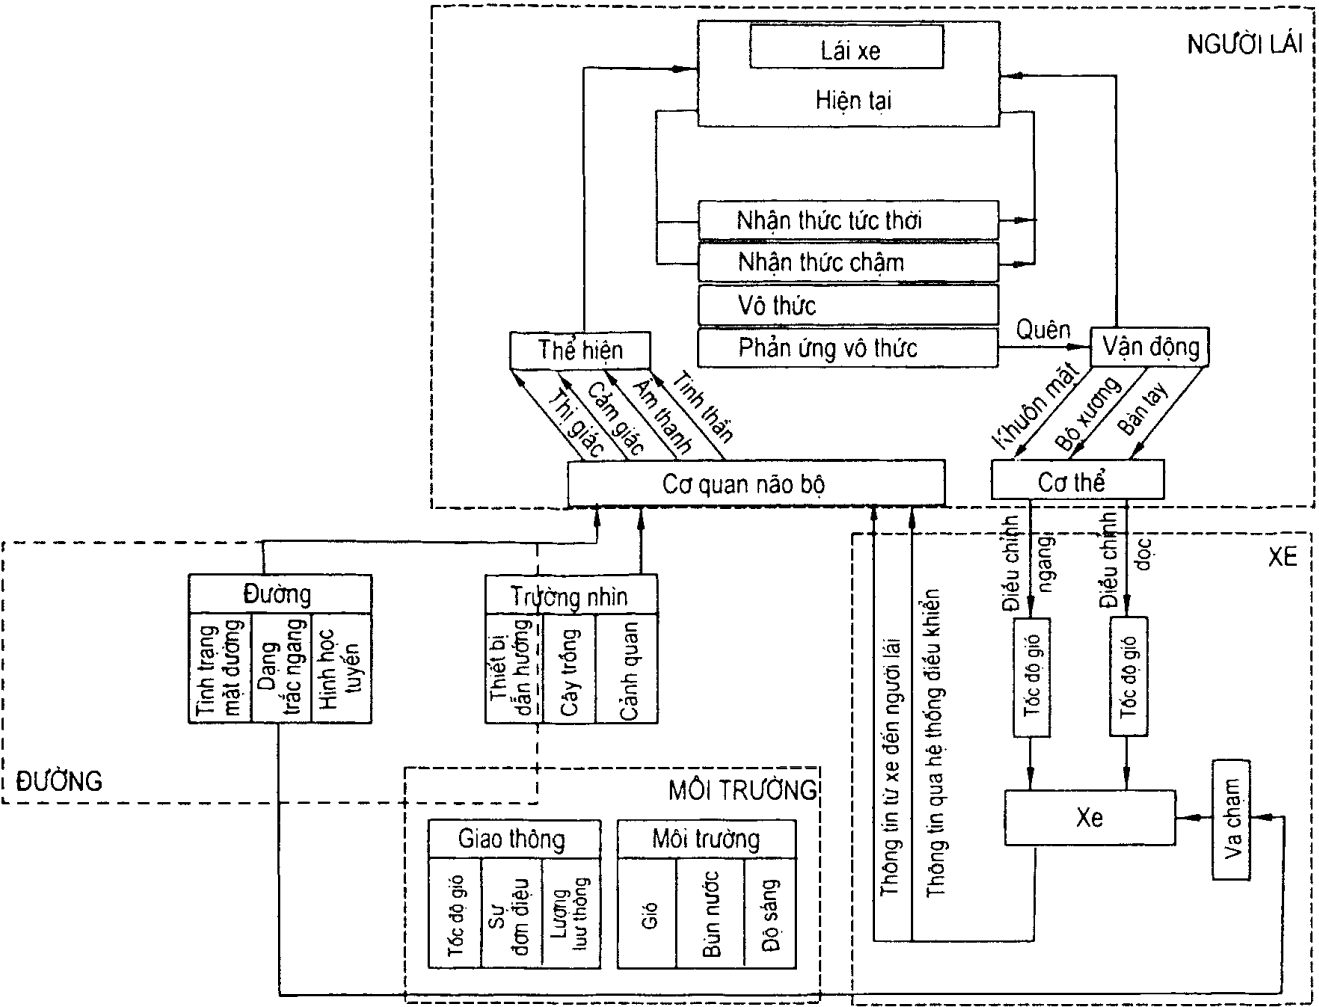 NGƯỜI LÁI
Lái xe
Hiện tại
Nhận thức tức thời
Nhận thức chậm
Vô thức
Phản ứng vô thức
Quên
Thể hiện
Vận động
Thị giác
Cảm giác
Âm thanh
Tinh thần
Khuôn mặt
Bộ xương
Bàn tay
Cơ quan não bộ
Cơ thể
Đường
Tình trạng
mặt đường
Dạng
trắc ngang
Hình học
tuyến
ĐƯỜNG
Trường nhìn
Thiết bị
dẫn hướng
Cây trồng
Cảnh quan
MÔI TRƯỜNG
Giao thông
Tốc độ gió
Sự
đơn điệu
Lượng
lưu thông
Môi trường
Gió
Bùn nước
Độ sáng
XE
Điều chỉnh
ngang
Điều chỉnh
dọc
Tốc độ gió
Tốc độ gió
Thông tin từ xe đến người lái
Thông tin qua hệ thống điều khiển
Xe
Va chạm